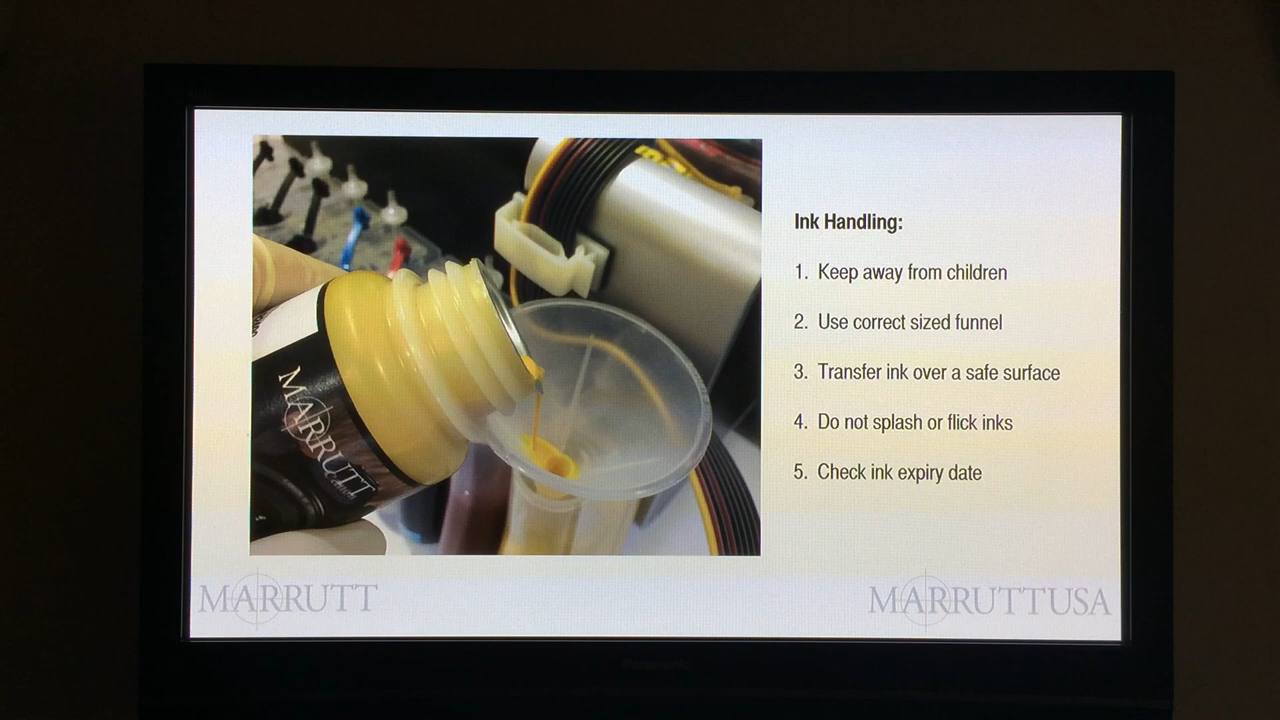 Ink Handling:
1. Keep away from children
2. Use correct sized funnel
3. Transfer ink over a safe surface
4. Do not splash or flick inks
5. Check ink expiry date
MARRUTT
MARRUTT
MARRUTTUSA
Panasonic